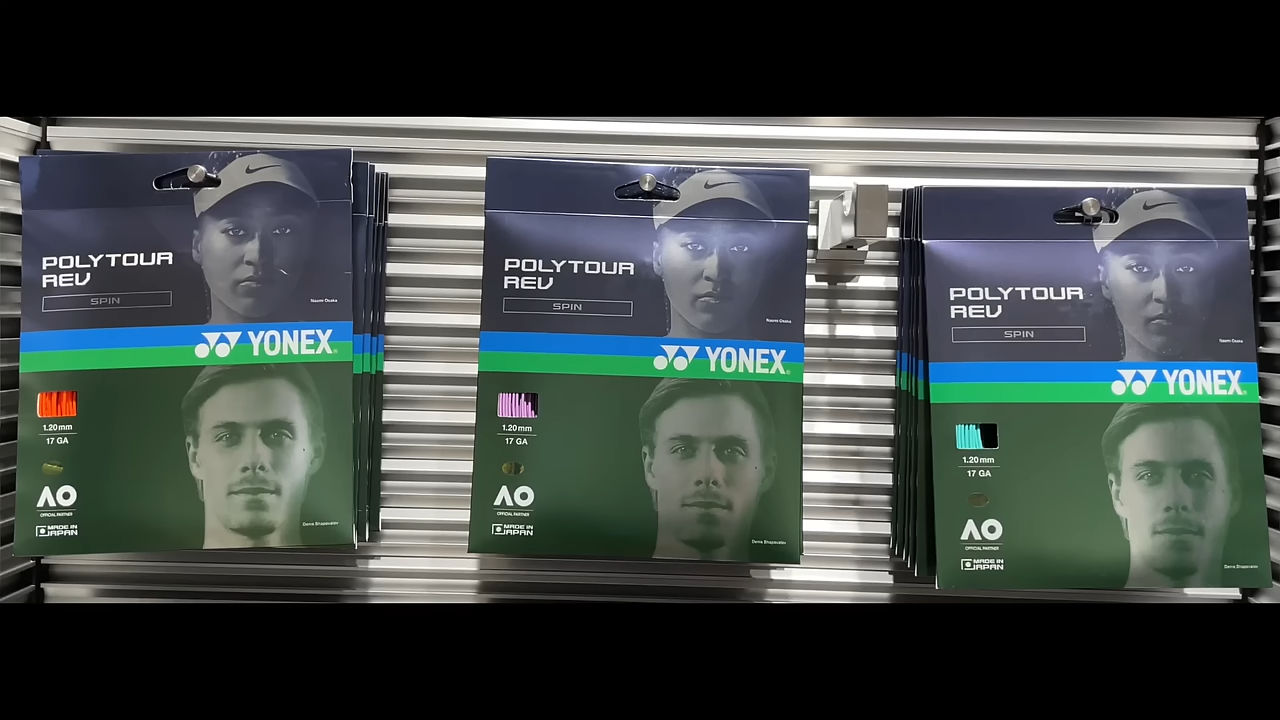 POLYTOUR
REV
SPIN
Naomi Osaka
YONEX
1.20 mm
17 GA
AO
OFFICIAL PARTNER
MADE IN
JAPAN
Denis Shapovalov
POLYTOUR
REV
SPIN
Naomi Osaka
YONEX
1.20 mm
17 GA
AO
OFFICIAL PARTNER
MADE IN
JAPAN
Denis Shapovalov
POLYTOUR
REV
SPIN
Naomi Osaka
YONEX
1.20 mm
17 GA
AO
OFFICIAL PARTNER
MADE IN
JAPAN
Denis Shapovalov